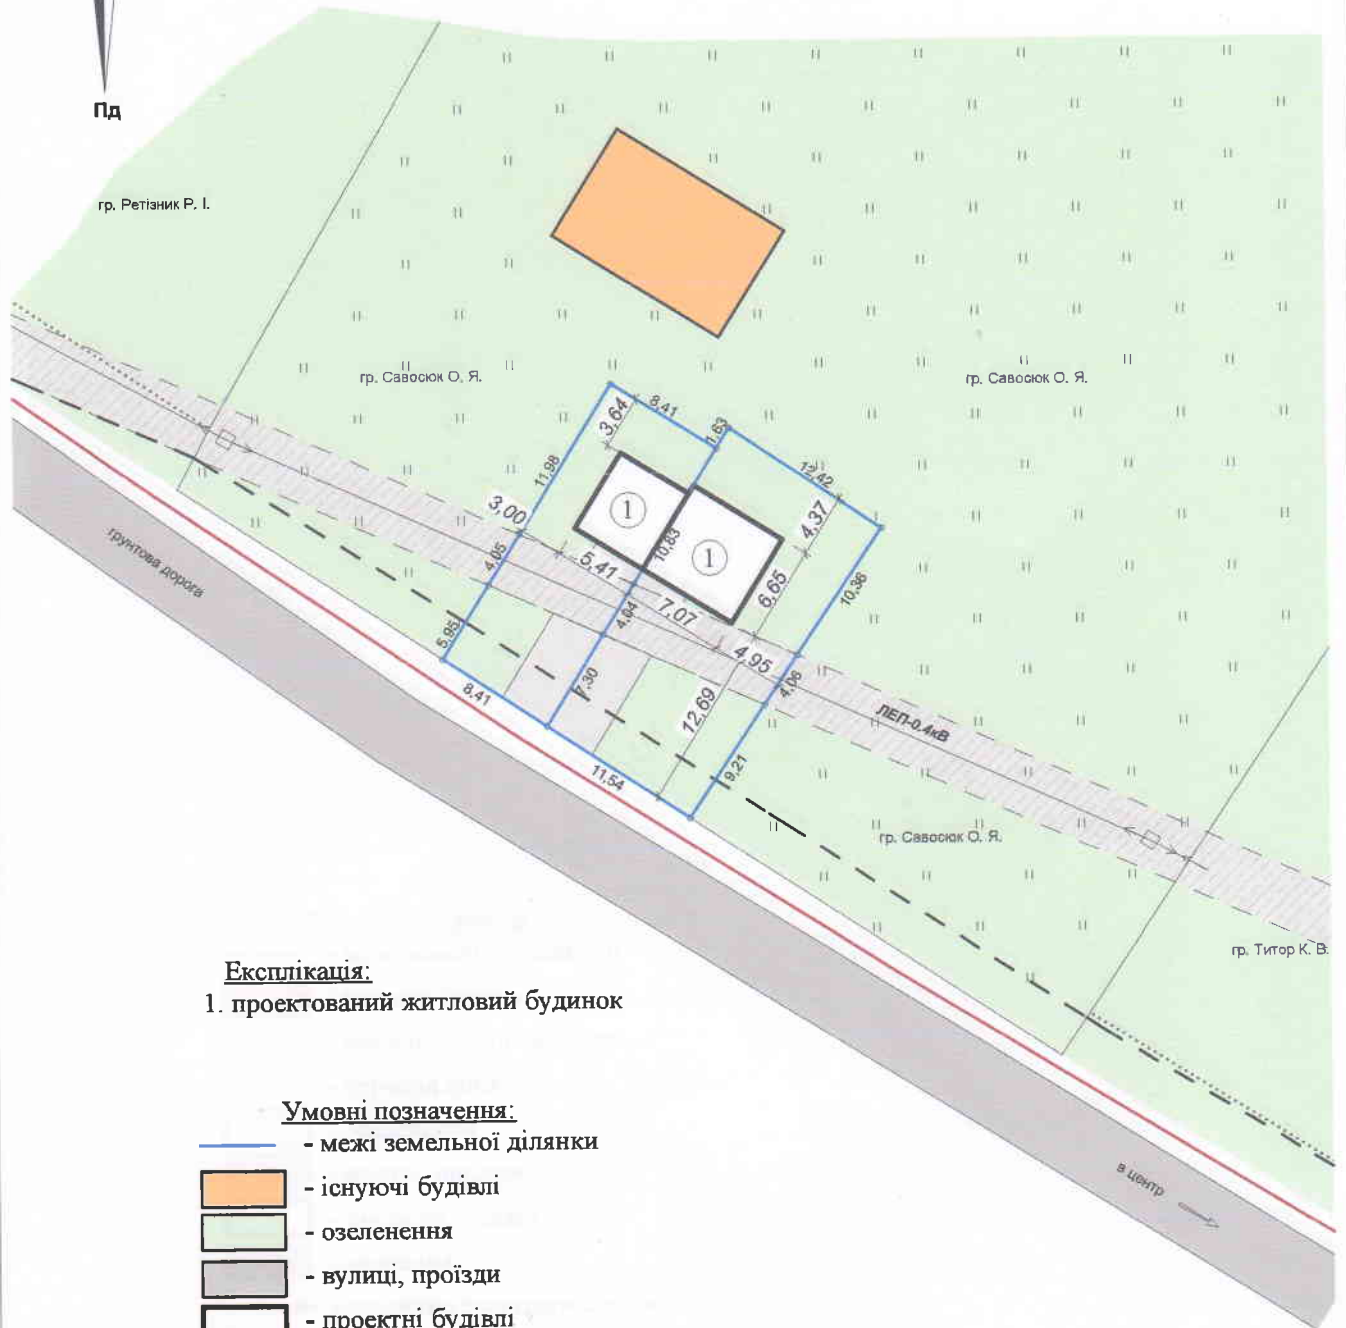 Пд
гр. Ретізник Р. І.
гр. Савосюк О. Я.
гр. Савосюк О. Я.
8,41
3,64
1,63
12,42
11,98
3,00
4,37
1
1
10,83
4,05
5.41
6,65
10,36
7,07
4,04
5,95
4,95
4,06
8,41
7,30
12,69
ЛЕП-0.4кВ
9,21
11,54
грунтова дорога
гр. Савосюк О. Я.
гр. Титор К. В.
в центр
Експлікація:
1. проектований житловий будинок
Умовні позначення:
- межі земельної ділянки
- існуючі будівлі
- озеленення
- вулиці, проїзди
- проектні будівлі